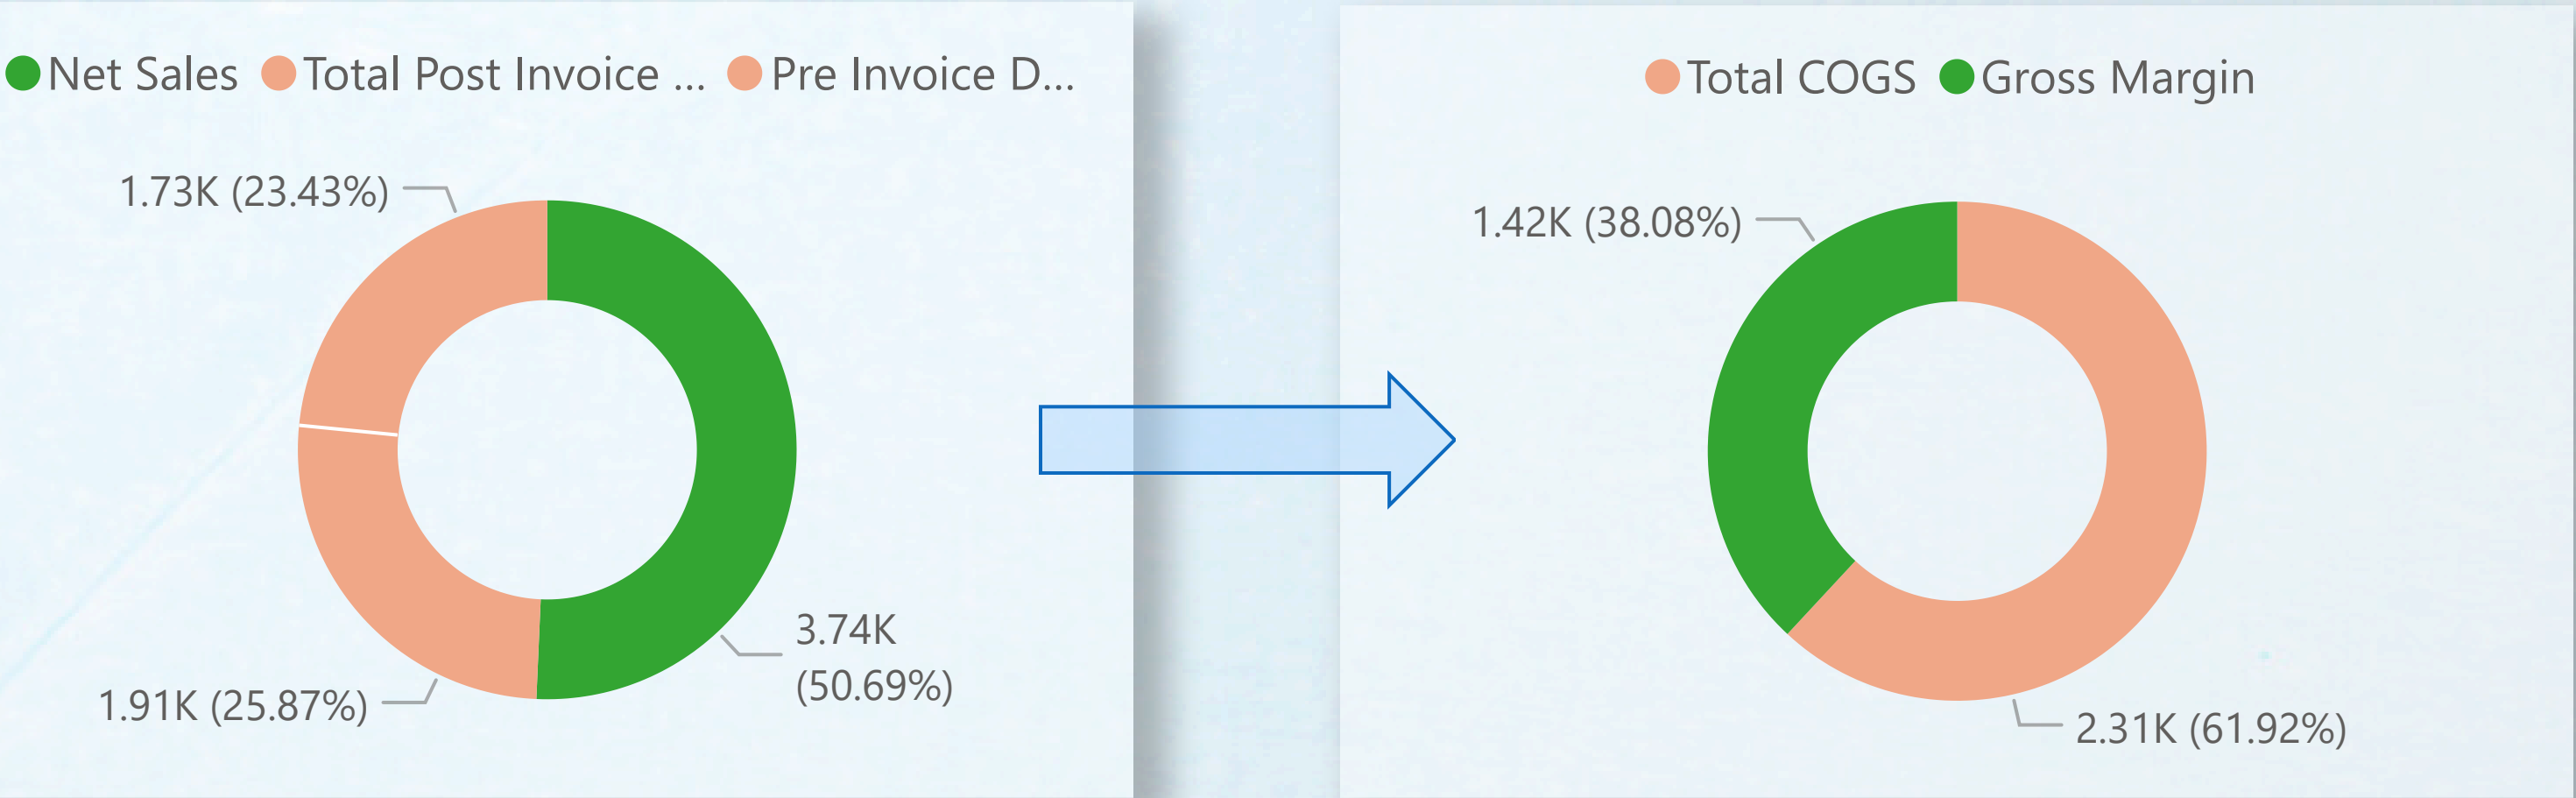 Net Sales Total Post Invoice ... Pre Invoice D...
1.73K (23.43%)
3.74K
(50.69%)
1.91K (25.87%)
Total COGS Gross Margin
1.42K (38.08%)
2.31K (61.92%)